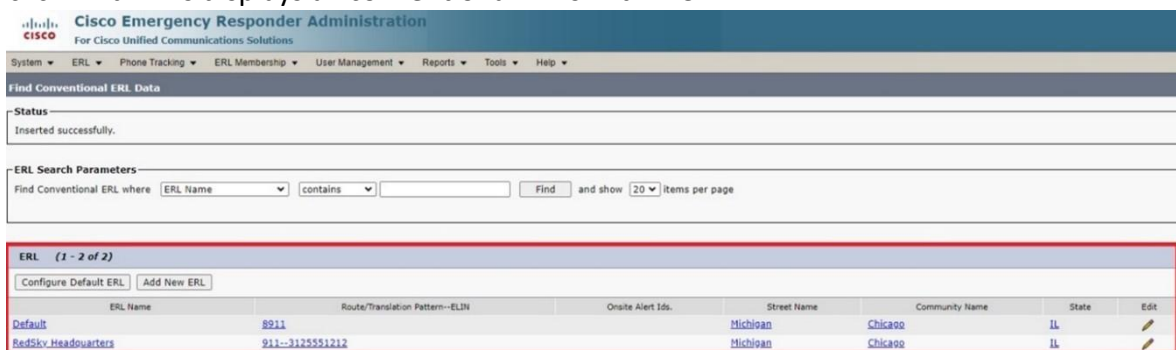 Cisco Emergency Responder Administration
CISCO For Cisco Unified Communications Solutions
System ERL Phone Tracking ERL Membership User Management Reports Tools Help
Find Conventional ERL Data
Status
Inserted successfully.
ERL Search Parameters
Find Conventional ERL where ERL Name contains Find and show 20 items per page
ERL (1 - 2 of 2)
Configure Default ERL Add New ERL
ERL Name Route/Translation Pattern--ELIN Onsite Alert Ids. Street Name Community Name State Edit
Default 8911 Michigan Chicago IL
RedSky Headquarters 911--3125551212 Michigan Chicago IL